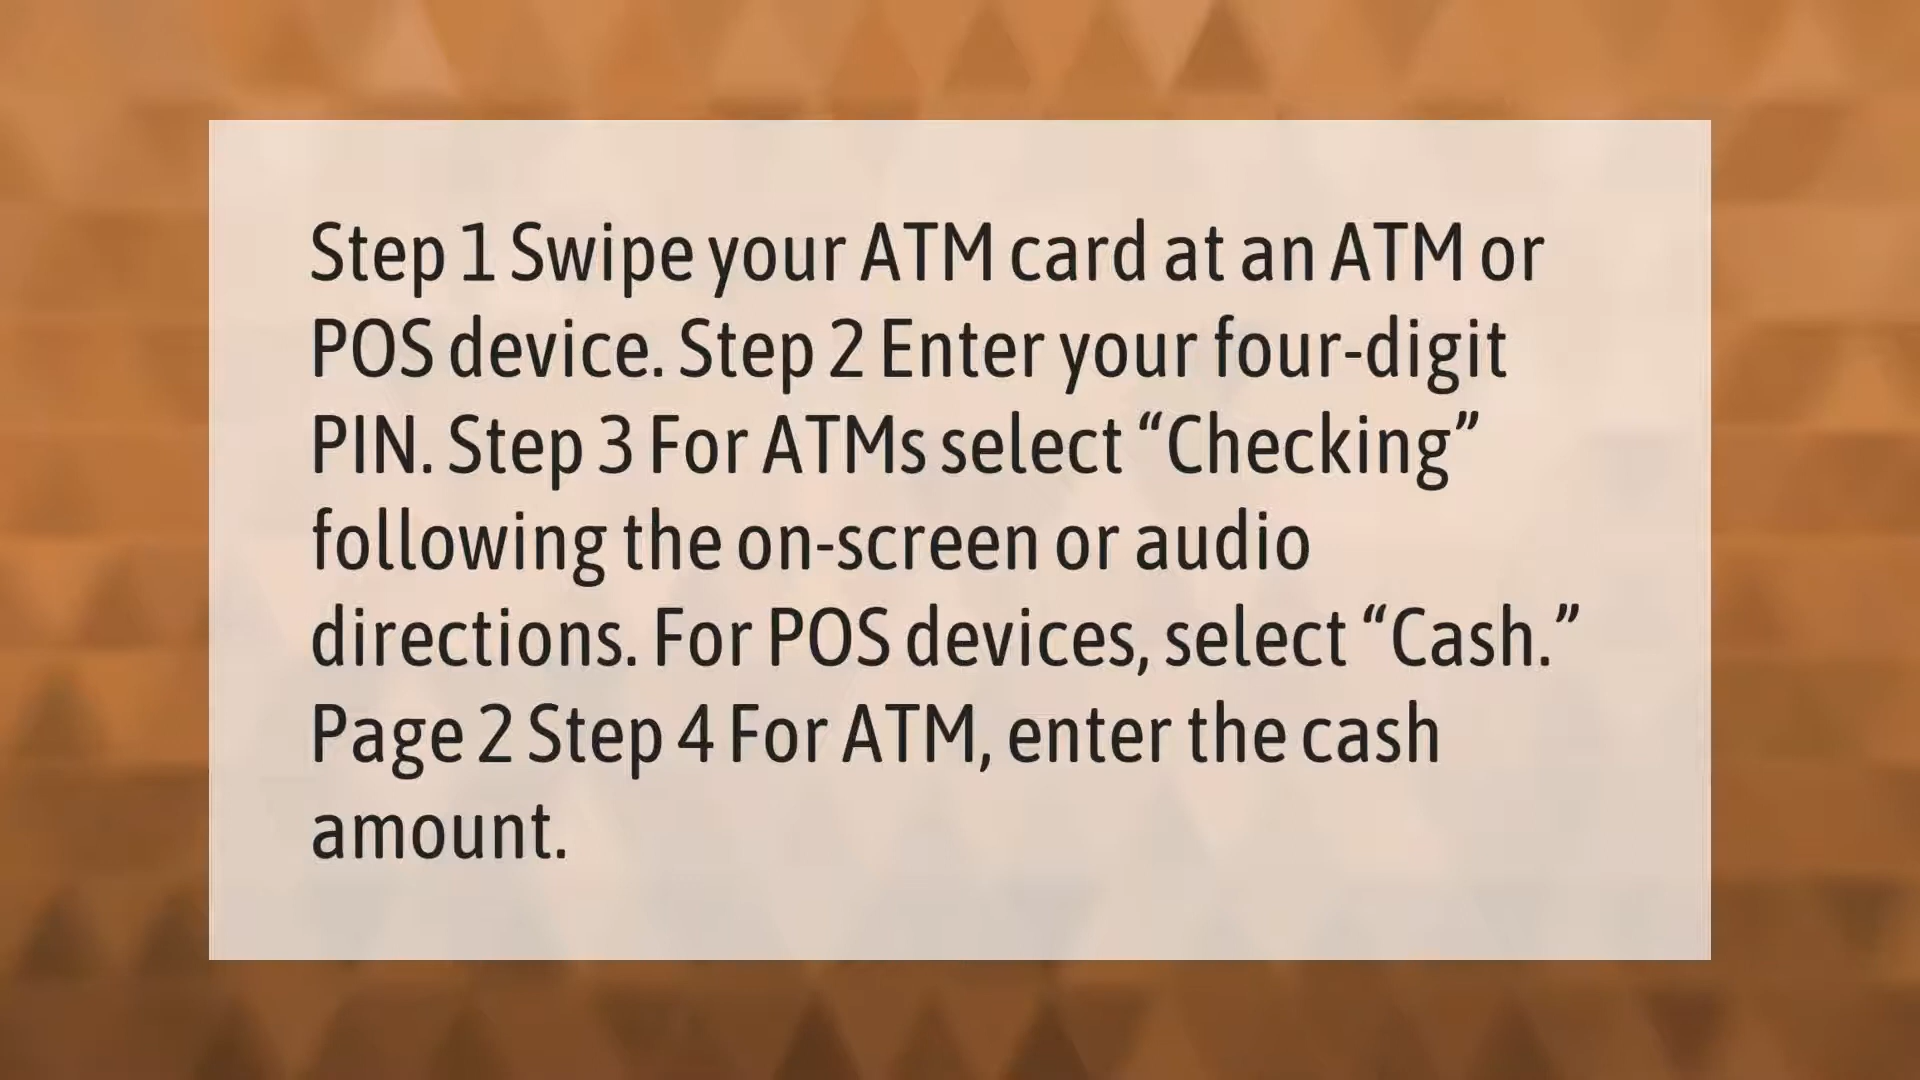 Step 1 Swipe your ATM card at an ATM or
POS device. Step 2 Enter your four-digit
PIN. Step 3 For ATMs select “Checking”
following the on-screen or audio
directions. For POS devices, select “Cash.”
Page 2 Step 4 For ATM, enter the cash
amount.